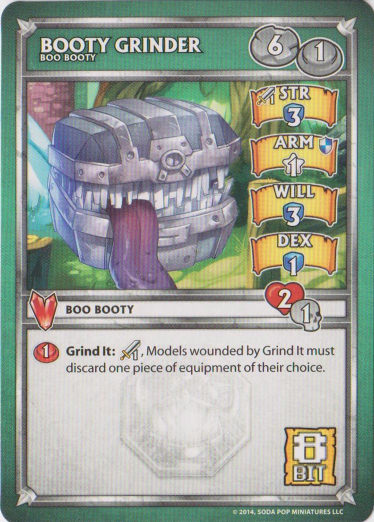 BOOTY GRINDER
BOO BOOTY
6
1
STR
3
ARM
1
WILL
3
DEX
1
2
1
BOO BOOTY
1 Grind It: , Models wounded by Grind It must
discard one piece of equipment of their choice.
8
BIT
© 2014, SODA POP MINIATURES LLC